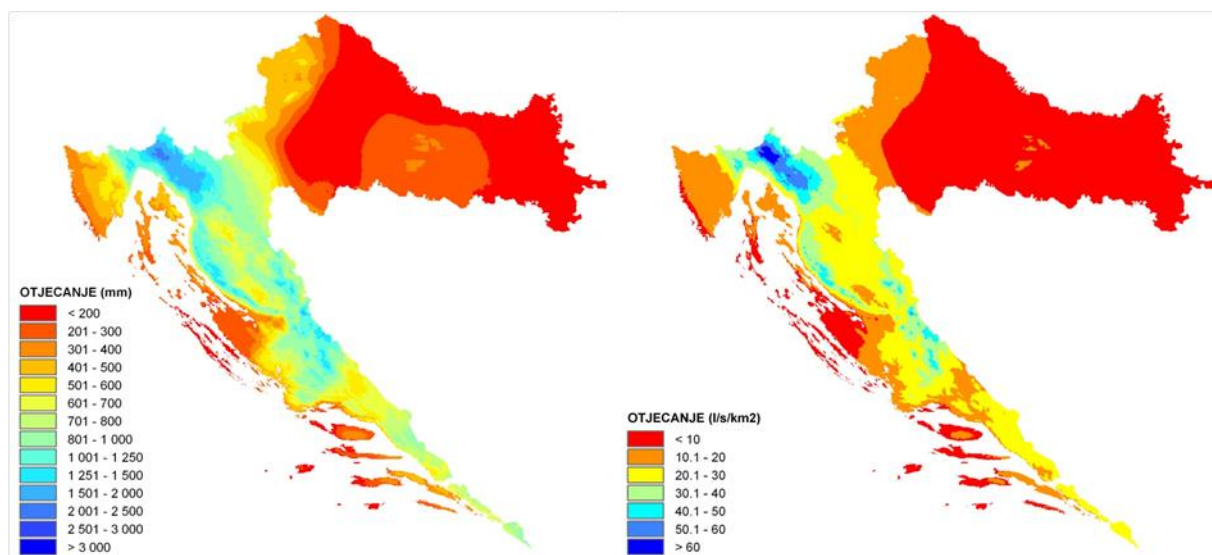 OTJECANJE (mm)
< 200
201 - 300
301 - 400
401 - 500
501 - 600
601 - 700
701 - 800
801 - 1 000
1 001 - 1 250
1 251 - 1 500
1 501 - 2 000
2 001 - 2 500
2 501 - 3 000
> 3 000
OTJECANJE (l/s/km2)
< 10
10.1 - 20
20.1 - 30
30.1 - 40
40.1 - 50
50.1 - 60
> 60